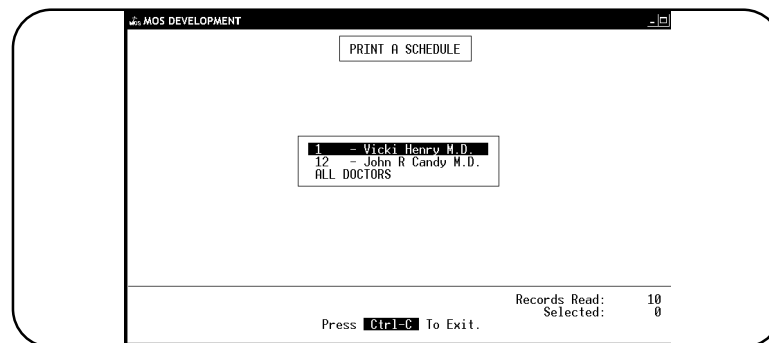 MOS MOS DEVELOPMENT
PRINT A SCHEDULE
1 - Vicki Henry M.D.
12 - John R Candy M.D.
ALL DOCTORS
Records Read: 10
Selected: 0
Press Ctrl-C To Exit.